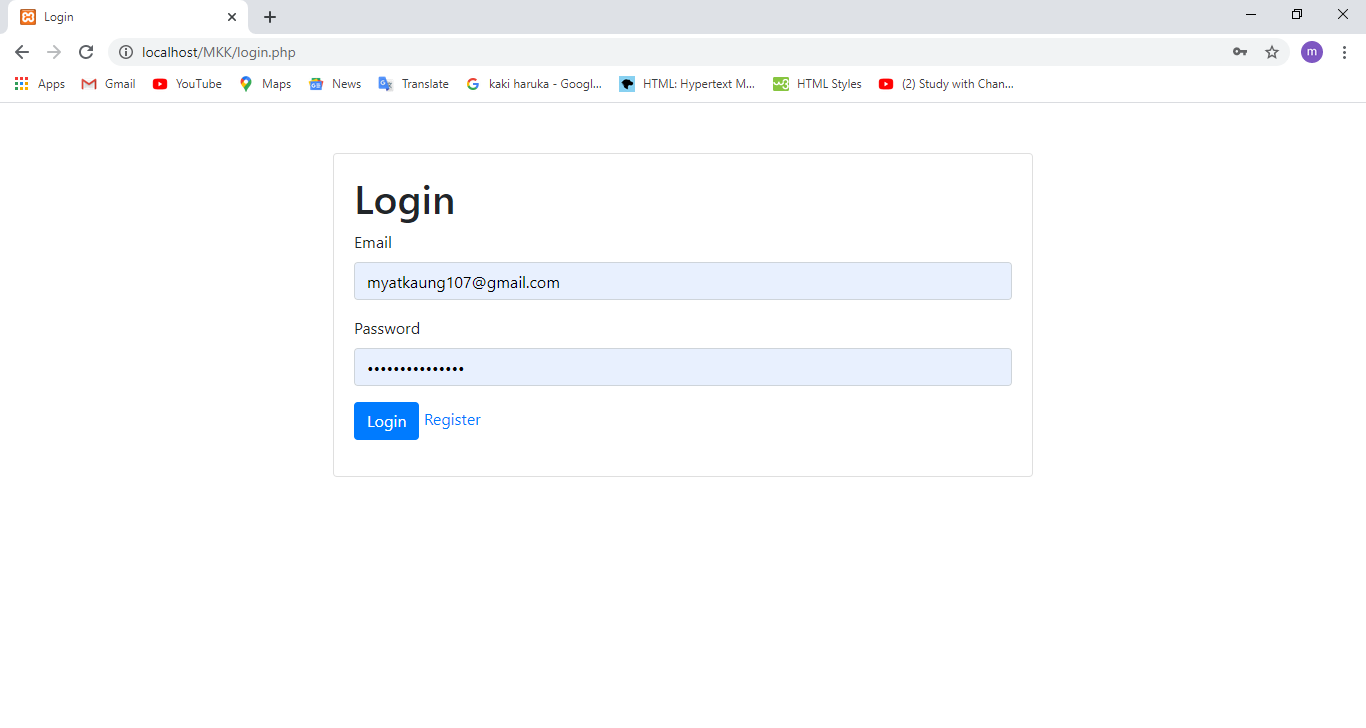 Login
localhost/MKK/login.php
m
Apps Gmail YouTube Maps News Translate kaki haruka - Googl... HTML: Hypertext M... HTML Styles (2) Study with Chan...
Login
Email
myatkaung107@gmail.com
Password
•••••••••••••••
Login Register